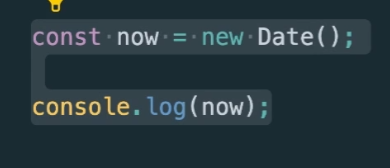 const now = new Date();
console.log(now);